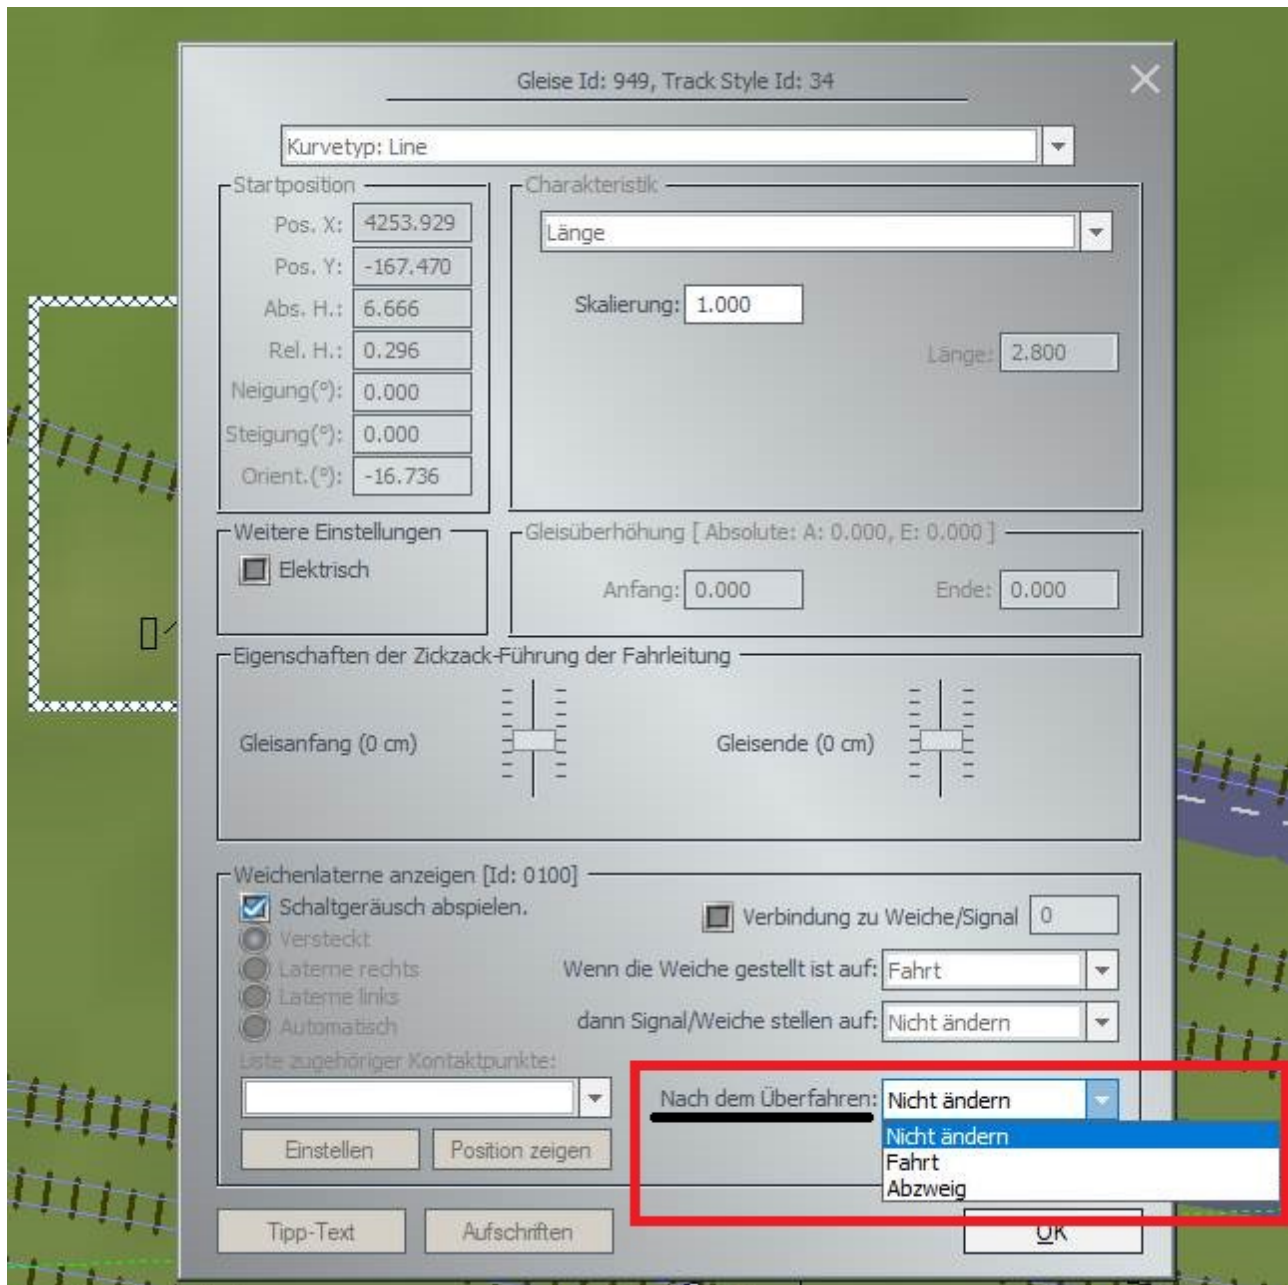 Gleise Id: 949, Track Style Id: 34
Kurvetyp: Line
Startposition
Pos. X: 4253.929
Pos. Y: -167.470
Abs. H.: 6.666
Rel. H.: 0.296
Neigung(°): 0.000
Steigung(°): 0.000
Orient.(°): -16.736
Charakteristik
Länge
Skalierung: 1.000
Länge: 2.800
Weitere Einstellungen
Elektrisch
Gleisüberhöhung [ Absolute: A: 0.000, E: 0.000 ]
Anfang: 0.000 Ende: 0.000
Eigenschaften der Zickzack-Führung der Fahrleitung
Gleisanfang (0 cm) Gleisende (0 cm)
Weichenlaterne anzeigen [Id: 0100]
Schaltgeräusch abspielen.
Versteckt
Laterne rechts
Laterne links
Automatisch
Liste zugehöriger Kontaktpunkte:
Einstellen Position zeigen
Verbindung zu Weiche/Signal 0
Wenn die Weiche gestellt ist auf: Fahrt
dann Signal/Weiche stellen auf: Nicht ändern
Nach dem Überfahren: Nicht ändern
Nicht ändern
Fahrt
Abzweig
Tipp-Text Aufschriften OK